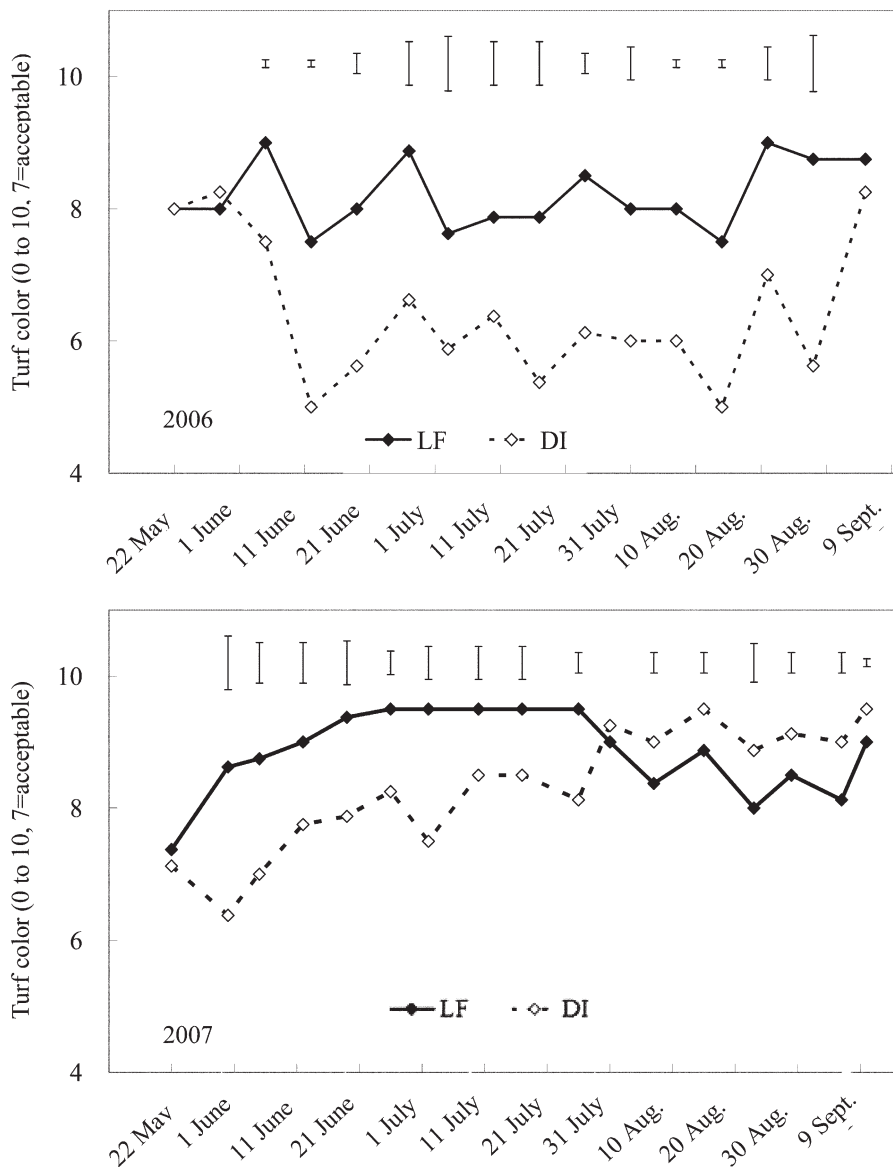 Turf color (0 to 10, 7=acceptable)
10
8
6
4
2006
LF
DI
22 May
1 June
11 June
21 June
1 July
11 July
21 July
31 July
10 Aug.
20 Aug.
30 Aug.
9 Sept.
Turf color (0 to 10, 7=acceptable)
10
8
6
4
2007
LF
DI
22 May
1 June
11 June
21 June
1 July
11 July
21 July
31 July
10 Aug.
20 Aug.
30 Aug.
9 Sept.